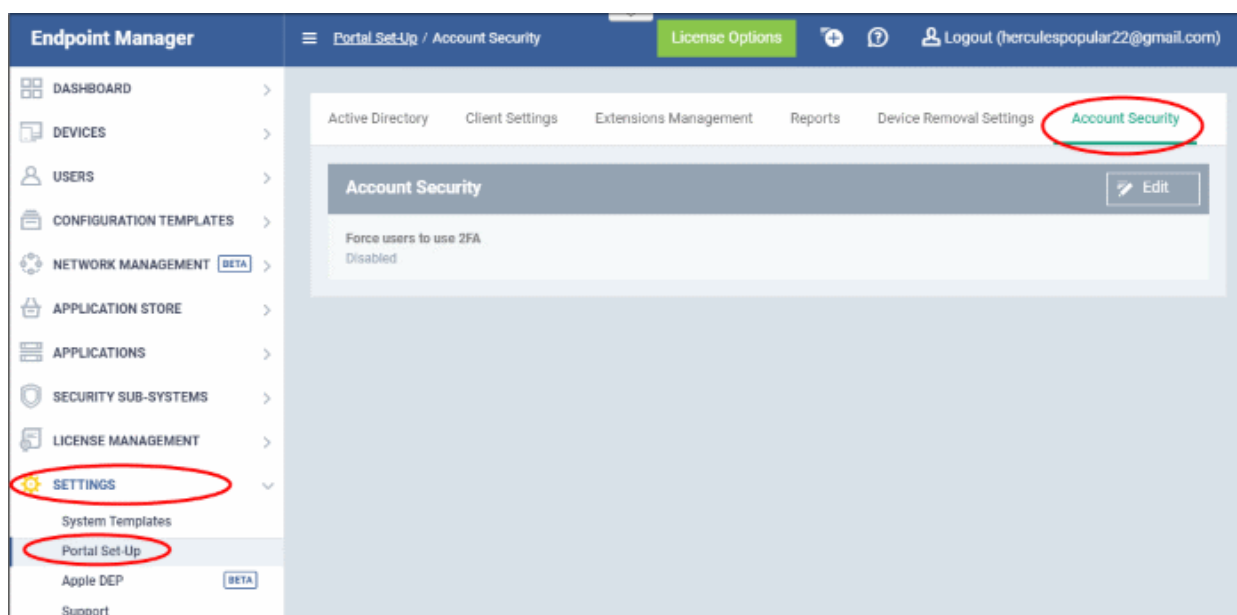 Endpoint Manager
Portal Set-Up / Account Security
License Options
Logout (herculespopular22@gmail.com)
DASHBOARD
DEVICES
USERS
CONFIGURATION TEMPLATES
NETWORK MANAGEMENT BETA
APPLICATION STORE
APPLICATIONS
SECURITY SUB-SYSTEMS
LICENSE MANAGEMENT
SETTINGS
System Templates
Portal Set-Up
Apple DEP BETA
Support
Active Directory Client Settings Extensions Management Reports Device Removal Settings Account Security
Account Security
Edit
Force users to use 2FA
Disabled